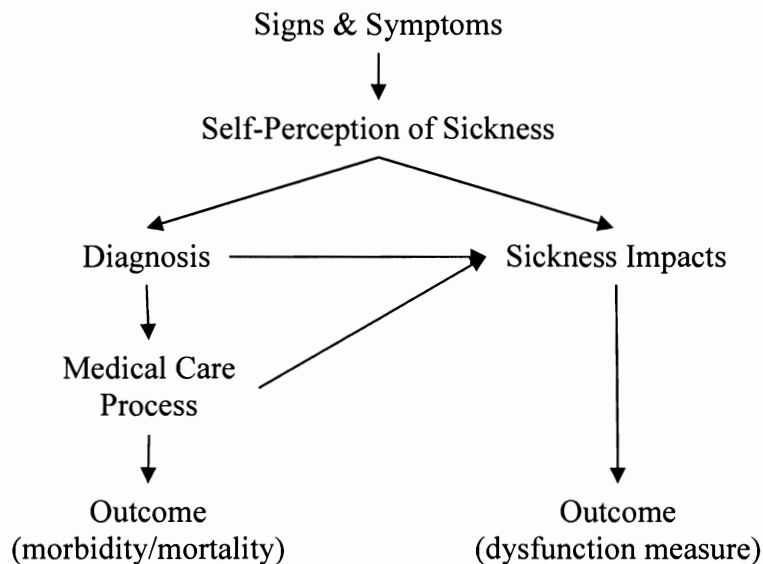 Signs & Symptoms
Self-Perception of Sickness
Diagnosis
Sickness Impacts
Medical Care
Process
Outcome
(morbidity/mortality)
Outcome
(dysfunction measure)